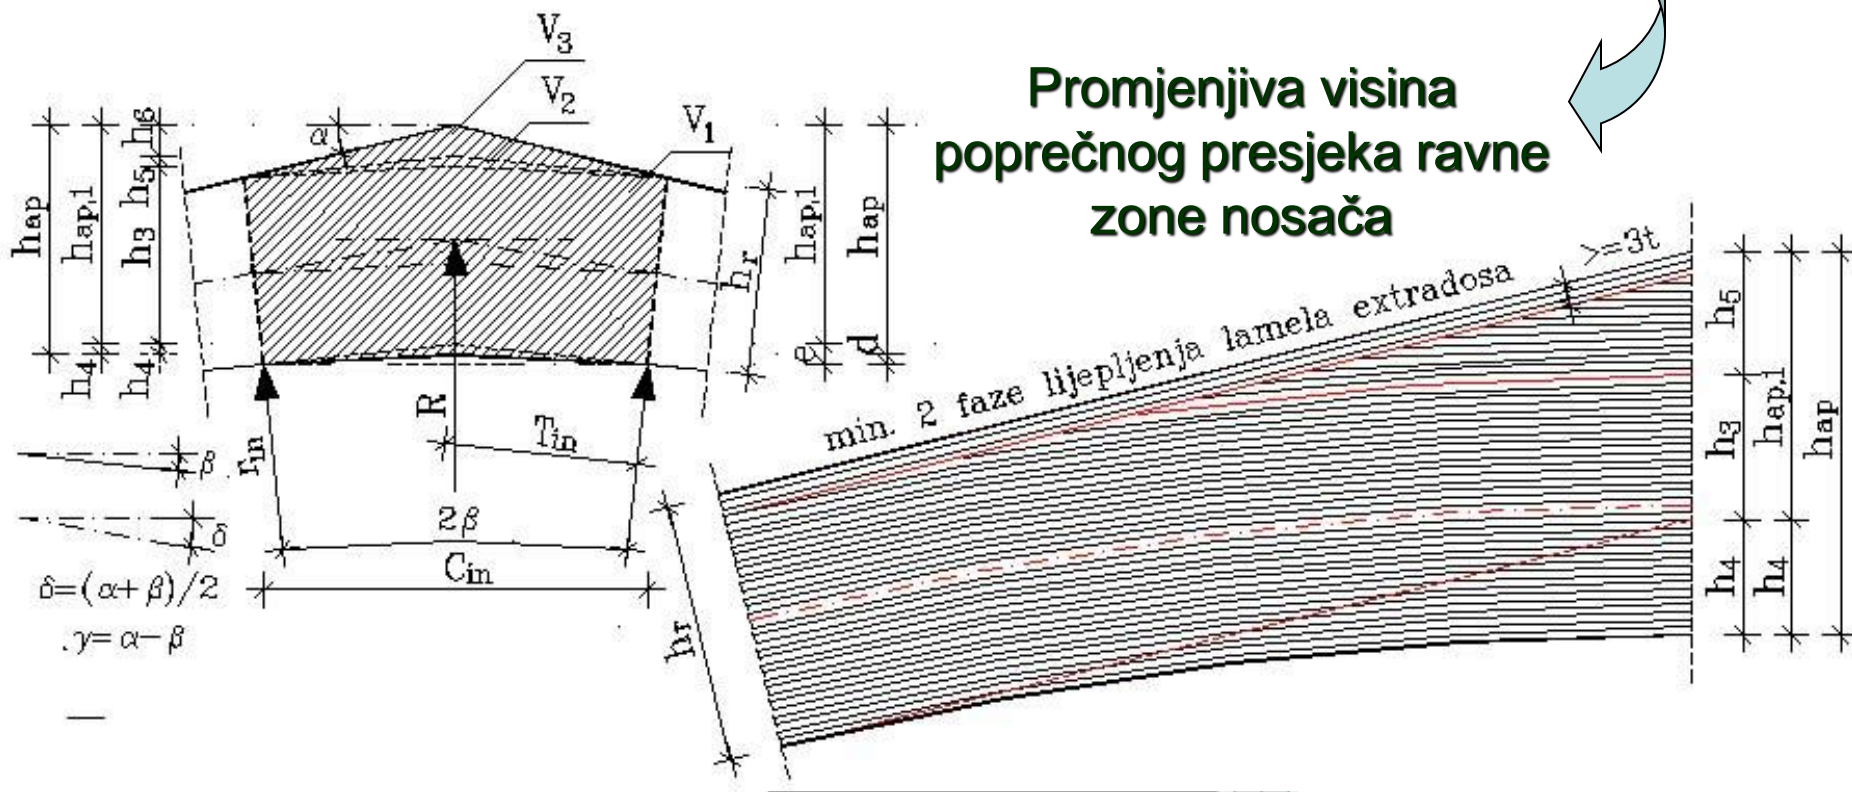 Promjenjiva visina
poprečnog presjeka ravne
zone nosača
V3
V2
V1
α
hap
hap,1
h6
h5
h3
h4
h4
hr
hap,1
hap
e
d
R
rin
Tin
2β
Cin
β
δ
δ=(α+β)/2
γ=α-β
min. 2 faze lijepljenja lamela extradosa
>=3t
hr
h5
h3
h4
hap,1
h4
hap